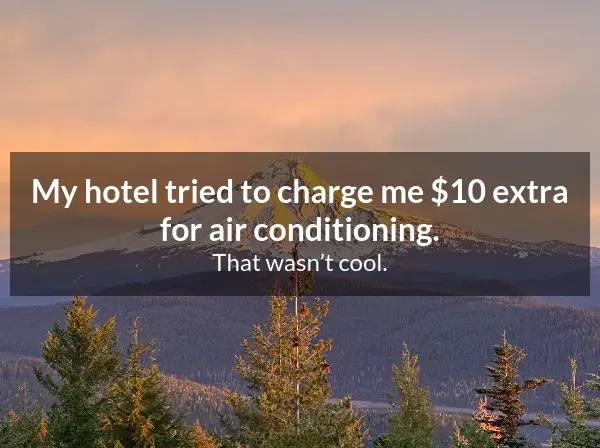 My hotel tried to charge me $10 extra
for air conditioning.
That wasn’t cool.